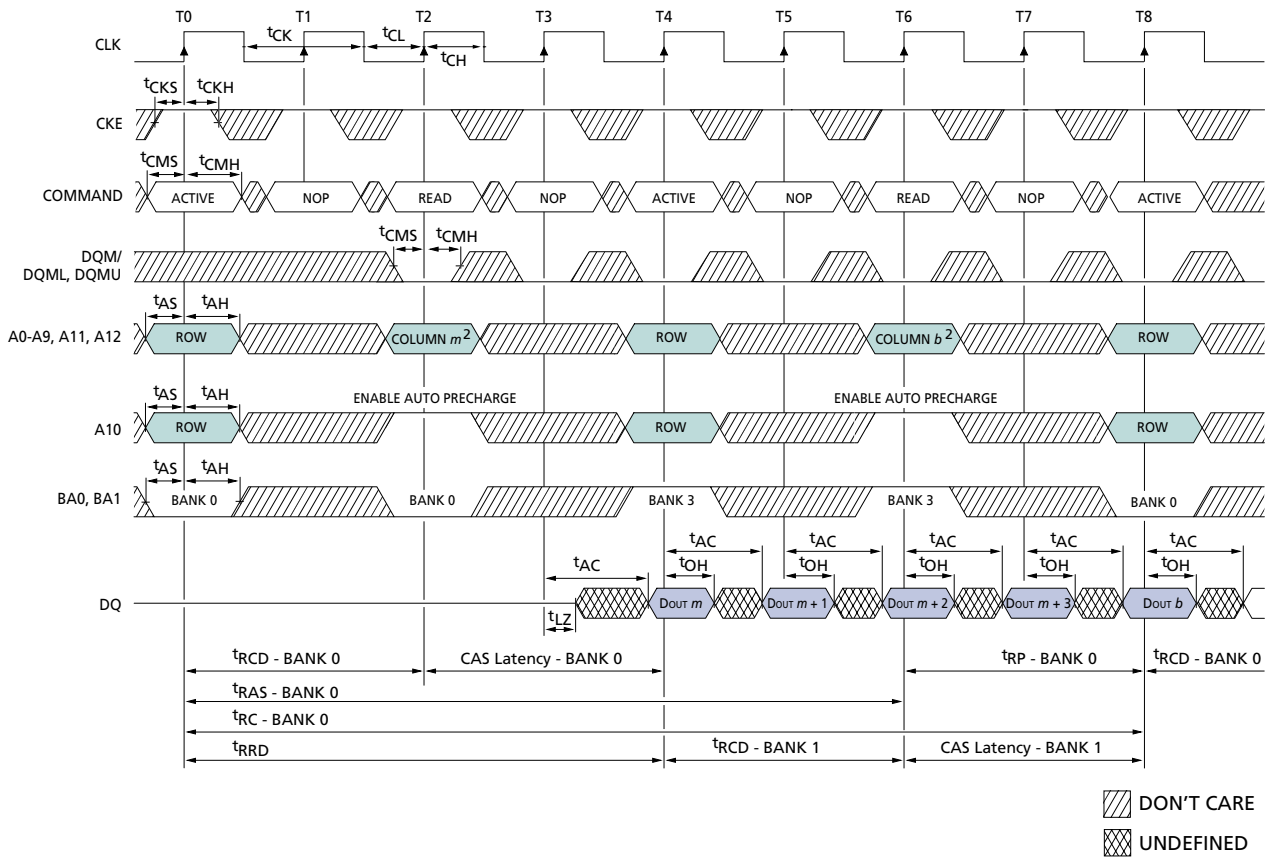 T0 T1 T2 T3 T4 T5 T6 T7 T8
CLK tCK tCL tCH
tCKS tCKH
CKE
tCMS tCMH
COMMAND ACTIVE NOP READ NOP ACTIVE NOP READ NOP ACTIVE
tCMS tCMH
DQM/
DQML, DQMU
tAS tAH
A0-A9, A11, A12 ROW COLUMN m2 ROW COLUMN b2 ROW
tAS tAH ENABLE AUTO PRECHARGE ENABLE AUTO PRECHARGE
A10 ROW ROW ROW
tAS tAH
BA0, BA1 BANK 0 BANK 0 BANK 3 BANK 3 BANK 0
tAC tAC tAC tAC tAC tAC
tOH tOH tOH tOH tOH
DQ DOUT m DOUT m + 1 DOUT m + 2 DOUT m + 3 DOUT b
tLZ
tRCD - BANK 0 CAS Latency - BANK 0 tRP - BANK 0 tRCD - BANK 0
tRAS - BANK 0
tRC - BANK 0
tRRD tRCD - BANK 1 CAS Latency - BANK 1
DON'T CARE
UNDEFINED